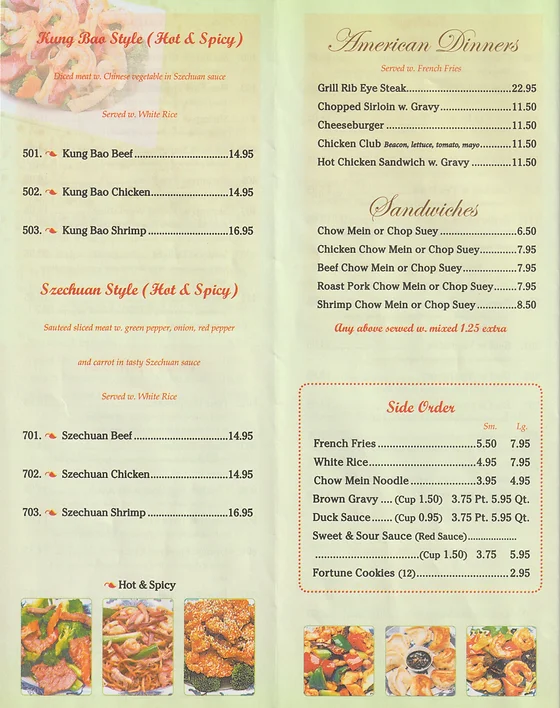 Kung Bao Style (Hot & Spicy)
Diced meat w. Chinese vegetable in Szechuan sauce
Served w. White Rice
501. Kung Bao Beef..............................14.95
502. Kung Bao Chicken.........................14.95
503. Kung Bao Shrimp..........................16.95
Szechuan Style (Hot & Spicy)
Sauteed sliced meat w. green pepper, onion, red pepper
and carrot in tasty Szechuan sauce
Served w. White Rice
701. Szechuan Beef..............................14.95
702. Szechuan Chicken.........................14.95
703. Szechuan Shrimp..........................16.95
Hot & Spicy
American Dinners
Served w. French Fries
Grill Rib Eye Steak..........................22.95
Chopped Sirloin w. Gravy.................11.50
Cheeseburger..............................11.50
Chicken Club Beacon, lettuce, tomato, mayo..........11.50
Hot Chicken Sandwich w. Gravy..........11.50
Sandwiches
Chow Mein or Chop Suey....................6.50
Chicken Chow Mein or Chop Suey.......7.95
Beef Chow Mein or Chop Suey............7.95
Roast Pork Chow Mein or Chop Suey.....7.95
Shrimp Chow Mein or Chop Suey.........8.50
Any above served w. mixed 1.25 extra
Side Order
Sm. Lg.
French Fries..........................5.50 7.95
White Rice............................4.95 7.95
Chow Mein Noodle.................3.95 4.95
Brown Gravy .... (Cup 1.50) 3.75 Pt. 5.95 Qt.
Duck Sauce..... (Cup 0.95) 3.75 Pt. 5.95 Qt.
Sweet & Sour Sauce (Red Sauce)..................
..............................(Cup 1.50) 3.75 5.95
Fortune Cookies (12)..............................2.95